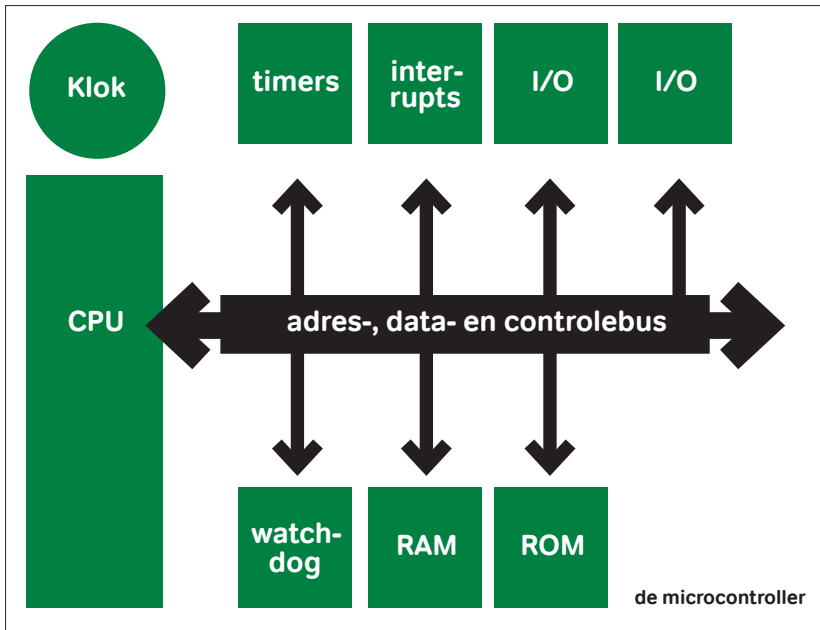 Klok
timers
inter-
rupts
I/O
I/O
CPU
adres-, data- en controlebus
watch-
dog
RAM
ROM
de microcontroller